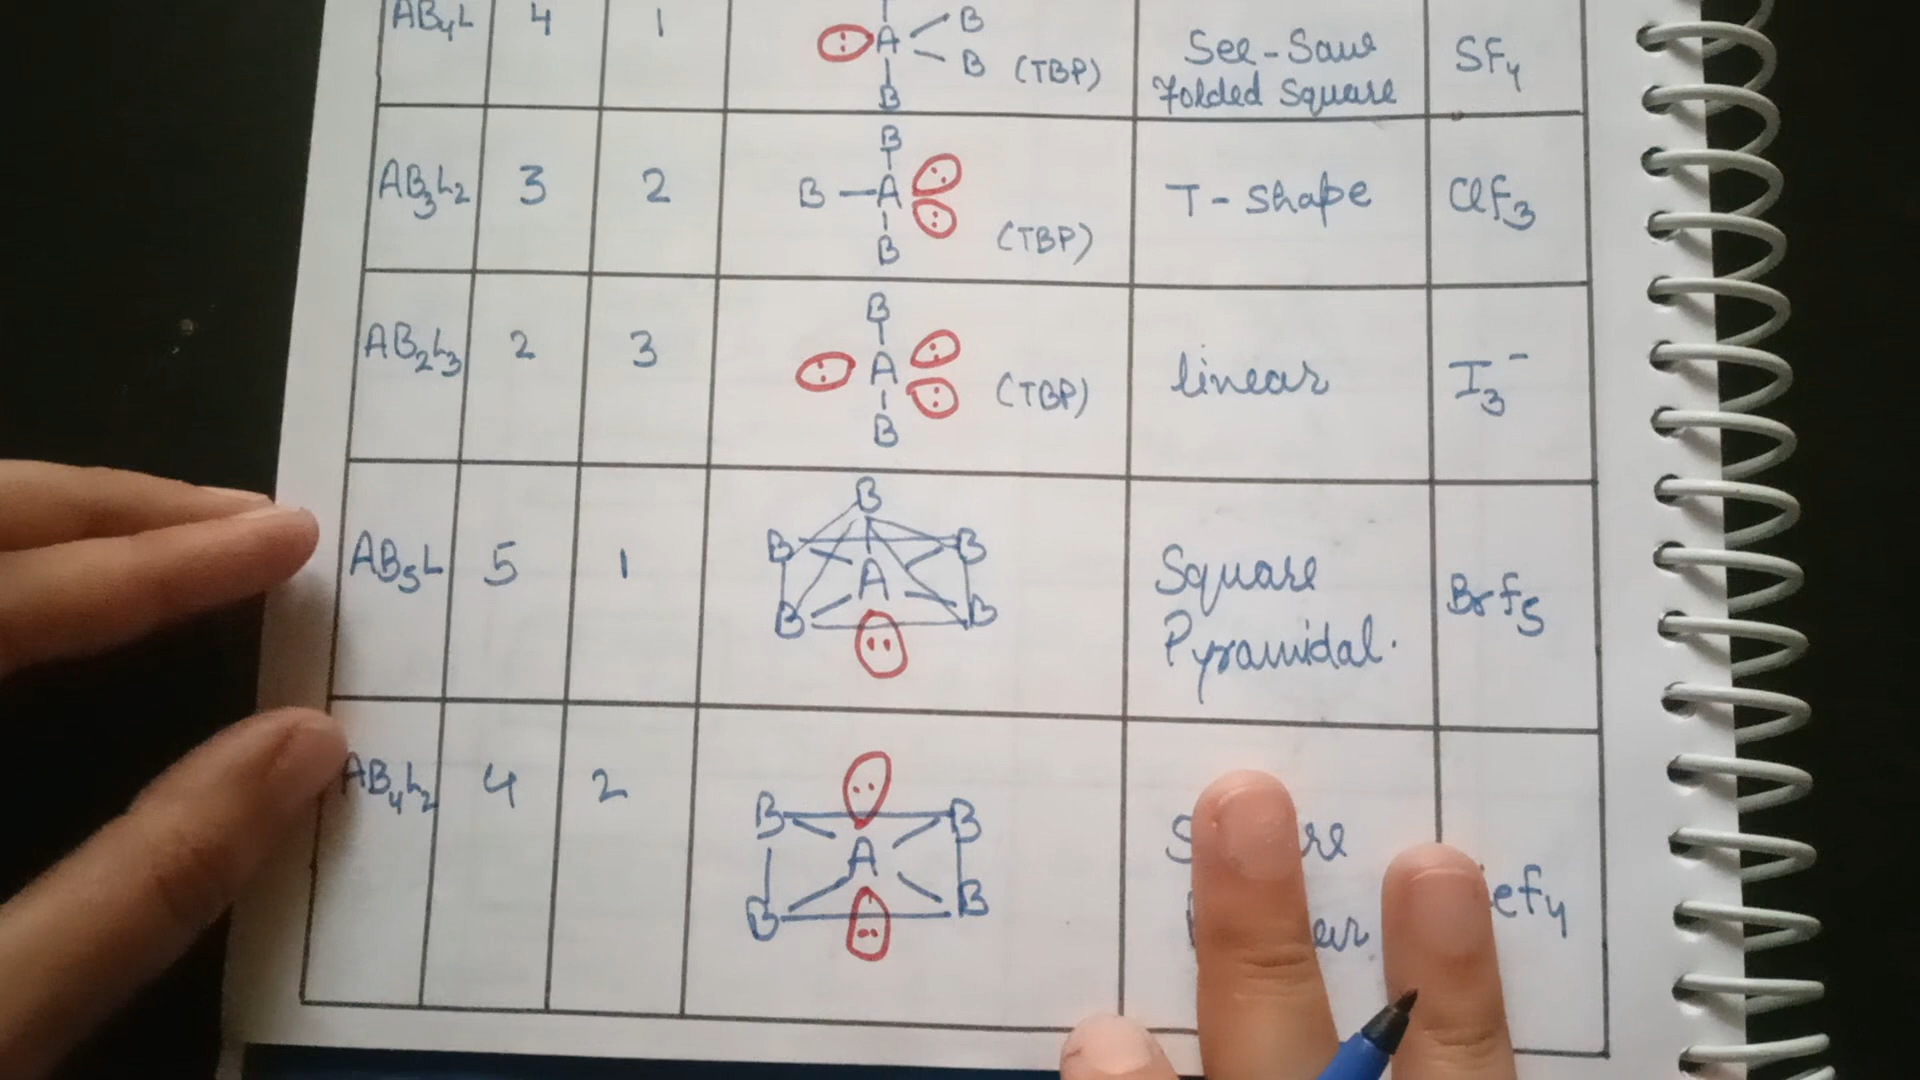 AB4L 4 1
B
A B
B (TBP)
See-Saw
Folded Square
SF4
AB3L2 3 2
B
B - A
B (TBP)
T-shape
ClF3
AB2L3 2 3
B
A
B (TBP)
linear
I3-
AB5L 5 1
B
B B
A
B B
Square
Pyramidal.
BrF5
AB4L2 4 2
B B
A
B B